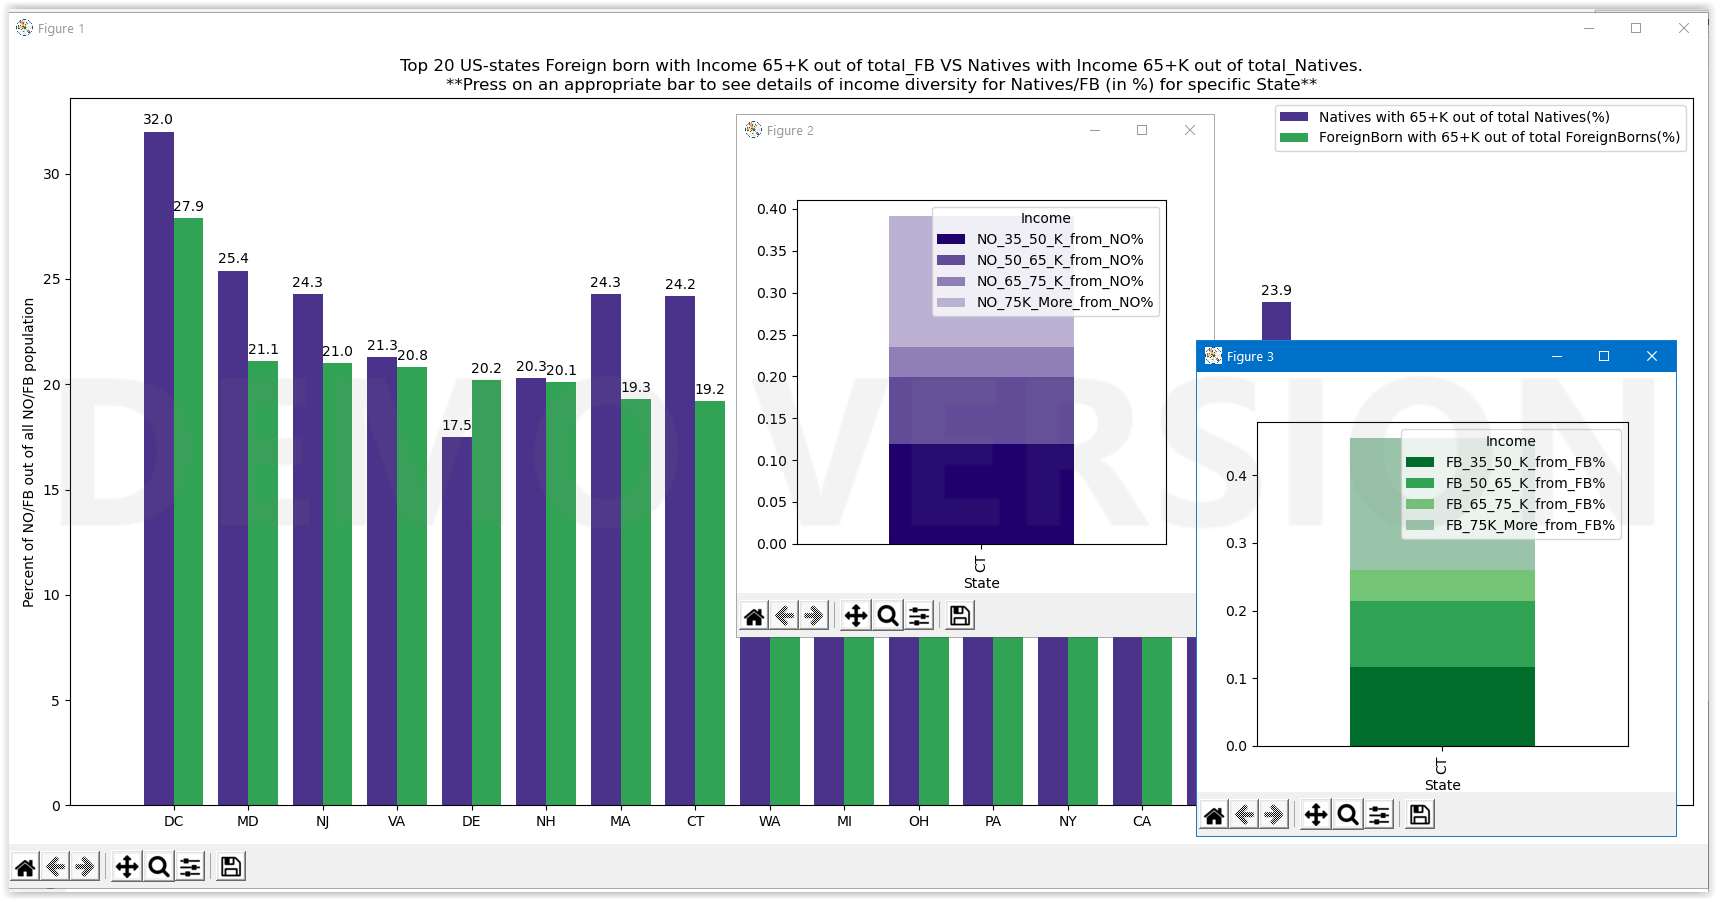 Figure 1
Top 20 US-states Foreign born with Income 65+K out of total_FB VS Natives with Income 65+K out of total_Natives.
**Press on an appropriate bar to see details of income diversity for Natives/FB (in %) for specific State**
Natives with 65+K out of total Natives(%)
ForeignBorn with 65+K out of total ForeignBorns(%)
Percent of NO/FB out of all NO/FB population
30
25
20
15
10
5
0
32.0
27.9
25.4
21.1
24.3
21.0
21.3
20.8
17.5
20.2
20.3
20.1
24.3
19.3
24.2
19.2
23.9
DC
MD
NJ
VA
DE
NH
MA
CT
WA
MI
OH
PA
NY
CA
Figure 2
0.40
0.35
0.30
0.25
0.20
0.15
0.10
0.05
0.00
Income
NO_35_50_K_from_NO%
NO_50_65_K_from_NO%
NO_65_75_K_from_NO%
NO_75K_More_from_NO%
CT
State
Figure 3
0.4
0.3
0.2
0.1
0.0
Income
FB_35_50_K_from_FB%
FB_50_65_K_from_FB%
FB_65_75_K_from_FB%
FB_75K_More_from_FB%
CT
State
DEMO VERSION